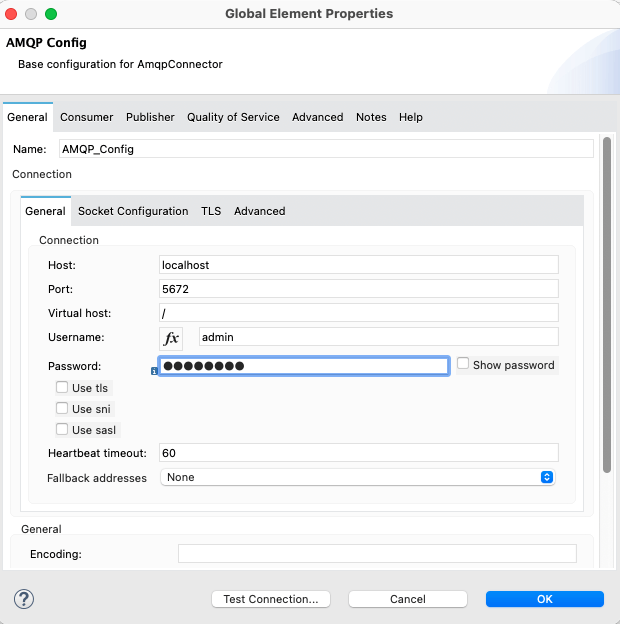 Global Element Properties
AMQP Config
Base configuration for AmqpConnector
General Consumer Publisher Quality of Service Advanced Notes Help
Name: AMQP_Config
Connection
General Socket Configuration TLS Advanced
Connection
Host: localhost
Port: 5672
Virtual host: /
Username: fx admin
Password: ●●●●●●●● Show password
Use tls
Use sni
Use sasl
Heartbeat timeout: 60
Fallback addresses None
General
Encoding:
? Test Connection... Cancel OK